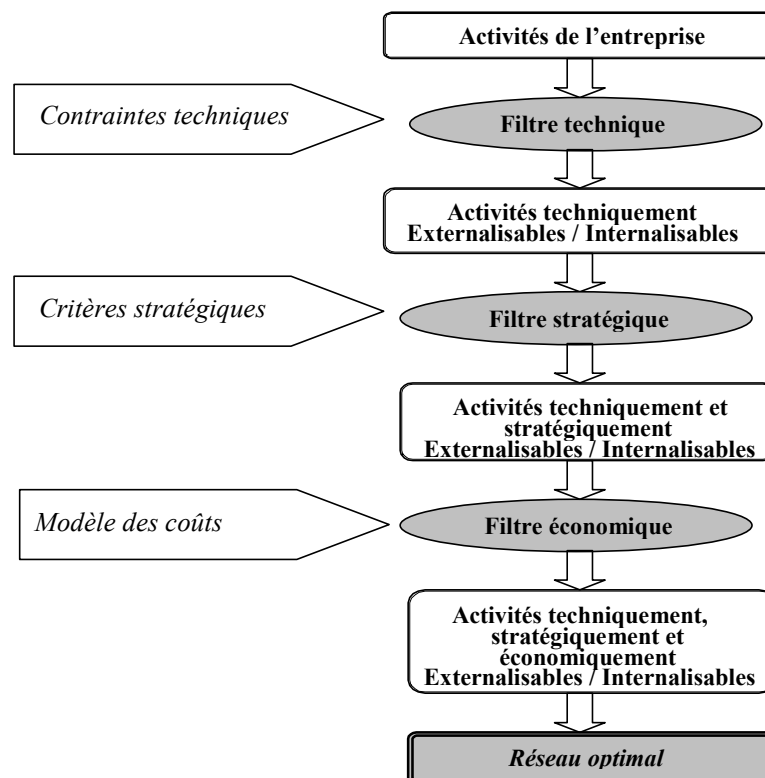 Activités de l’entreprise
Contraintes techniques
Filtre technique
Activités techniquement
Externalisables / Internalisables
Critères stratégiques
Filtre stratégique
Activités techniquement et
stratégiquement
Externalisables / Internalisables
Modèle des coûts
Filtre économique
Activités techniquement,
stratégiquement et
économiquement
Externalisables / Internalisables
Réseau optimal